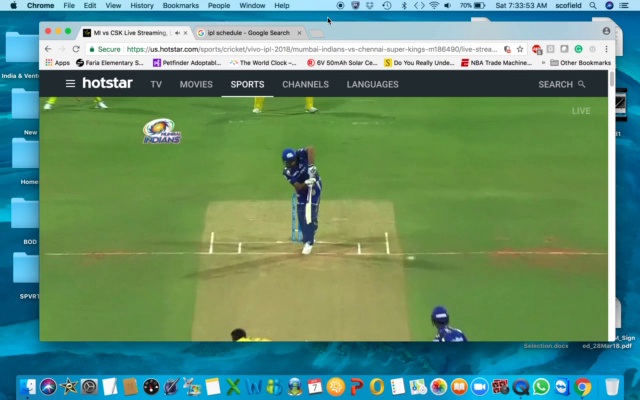 Chrome File Edit View History Bookmarks People Window Help 70% Sat 7:33:53 AM scofield
MI vs CSK Live Streaming, ipl schedule - Google Search
Secure https://us.hotstar.com/sports/cricket/vivo-ipl-2018/mumbai-indians-vs-chennai-super-kings-m186490/live-strea...
Apps Faria Elementary S... Petfinder Adoptabl... The World Clock –... 6V 50mAh Solar Ce... Do You Really Unde... NBA Trade Machine... » Other Bookmarks
hotstar TV MOVIES SPORTS CHANNELS LANGUAGES SEARCH
LIVE
MUMBAI
INDIANS
India & Vent
New
Home
BOD
SPVRT
Selection.docx
M_Sign
ed_28Mar18.pdf
7